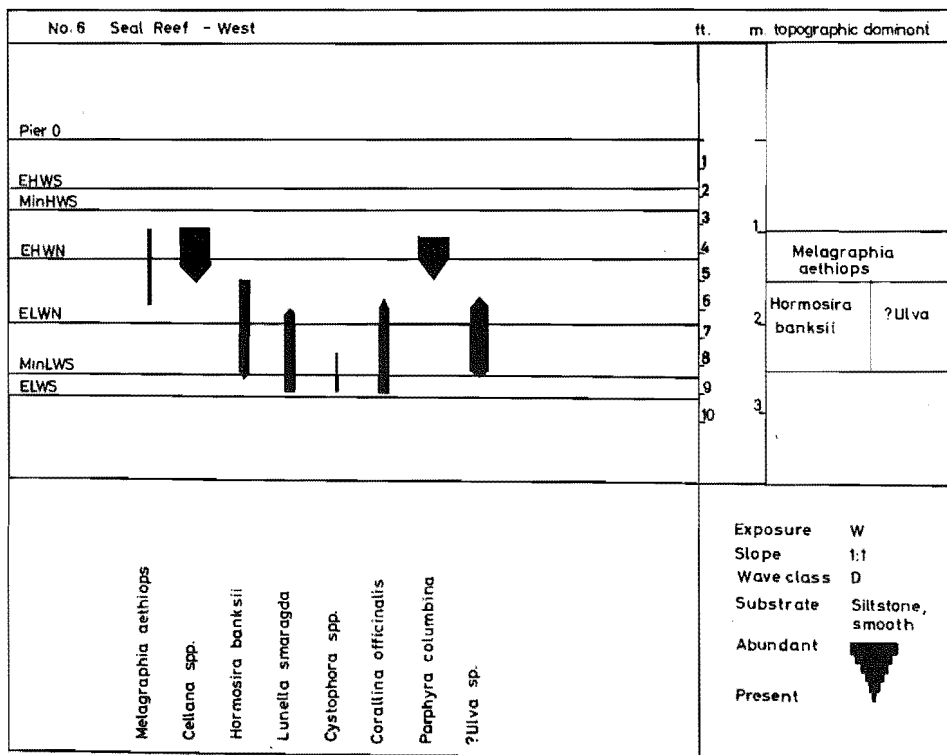 No. 6 Seal Reef - West ft. m. topographic dominant
Pier 0
1
EHWS
2
MinHWS
3
1
EHWN
4
Melagraphia
aethiops
5
6
Hormosira
banksii
?Ulva
ELWN
2
7
8
MinLWS
9
ELWS
10
3
Melagraphia aethiops
Cellana spp.
Hormosira banksii
Lunella smaragda
Cystophora spp.
Corallina officinalis
Porphyra columbina
?Ulva sp.
Exposure W
Slope 1:1
Wave class D
Substrate Siltstone,
smooth
Abundant
Present